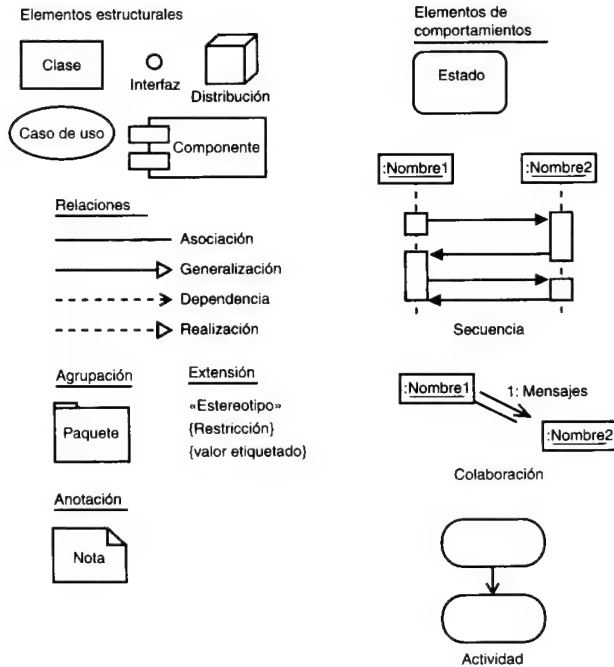 Elementos estructurales
Clase
Interfaz
Distribución
Caso de uso
Componente
Relaciones
Asociación
Generalización
Dependencia
Realización
Agrupación
Paquete
Extensión
«Estereotipo»
{Restricción}
{valor etiquetado}
Anotación
Nota
Elementos de
comportamientos
Estado
:Nombre1
:Nombre2
Secuencia
:Nombre1
1: Mensajes
:Nombre2
Colaboración
Actividad